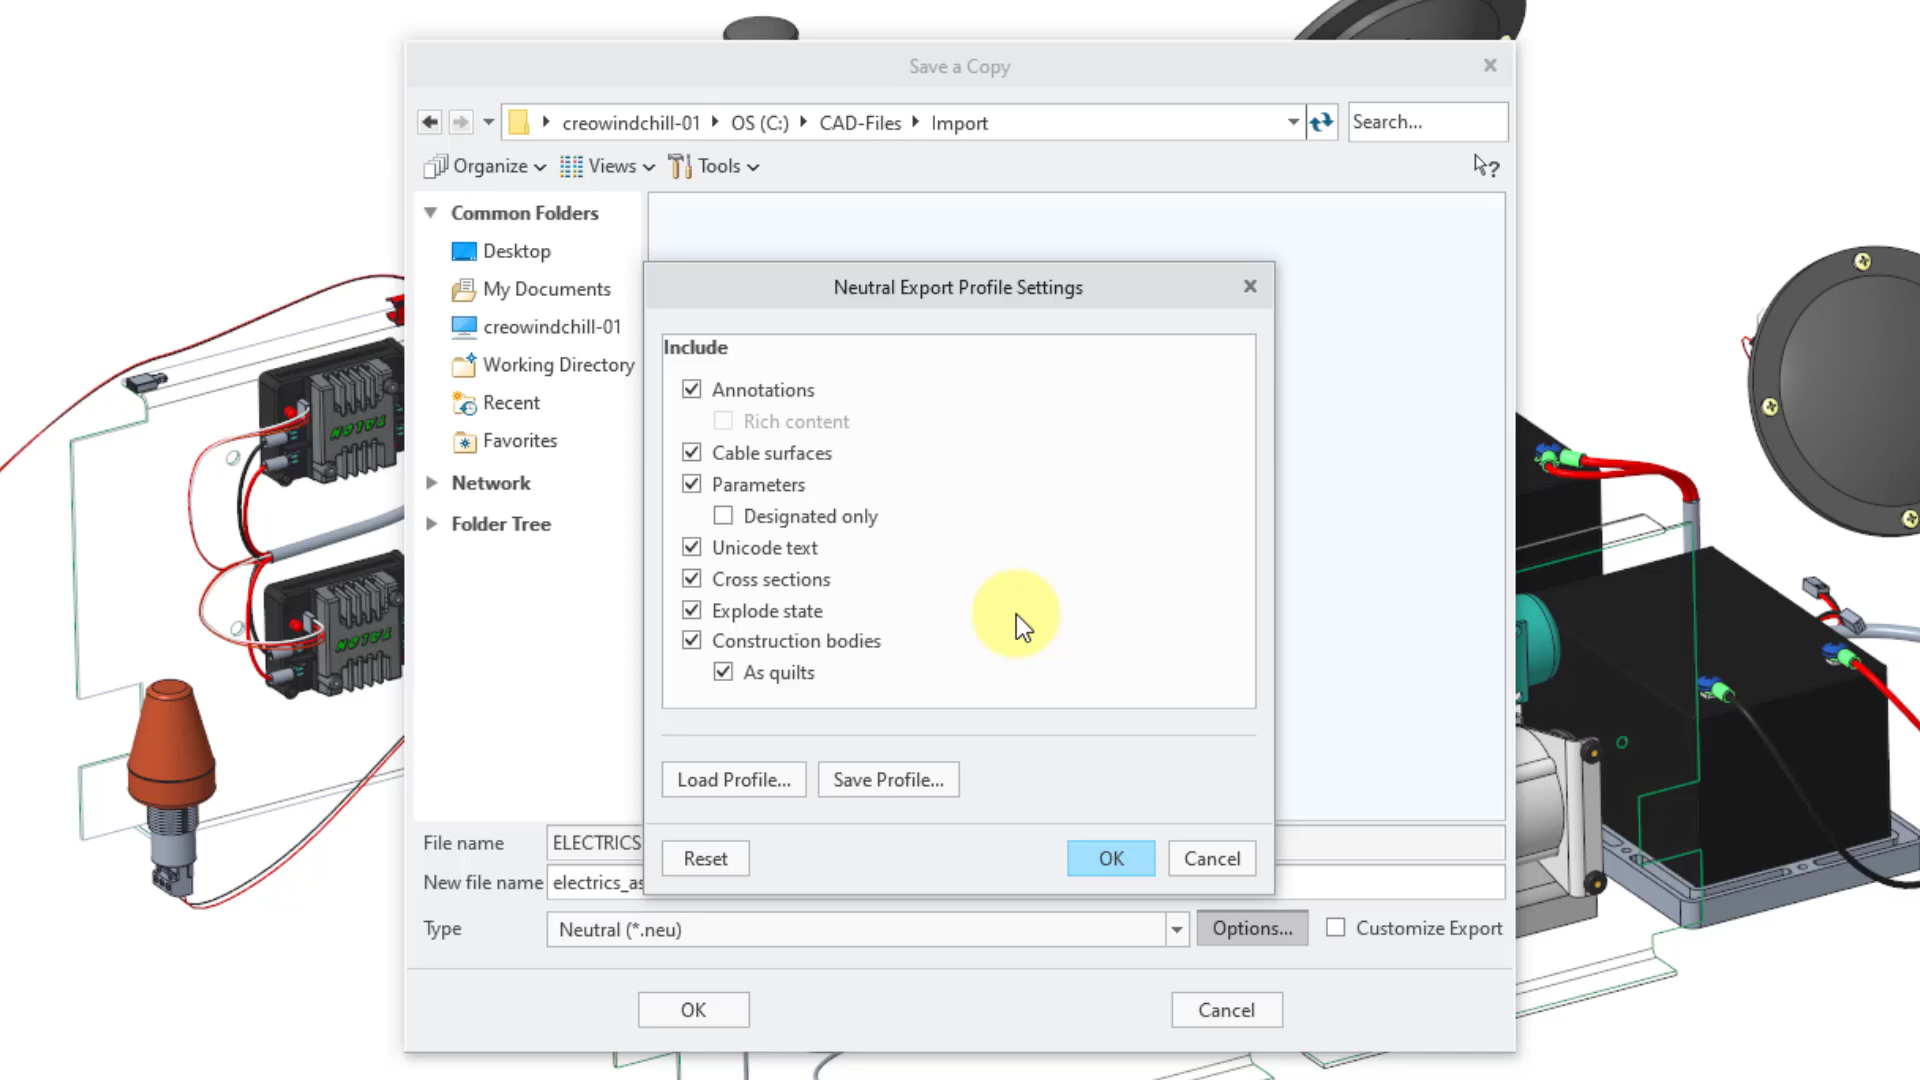 Save a Copy
creowindchill-01 OS (C:) CAD-Files Import
Search...
Organize Views Tools
Common Folders
Desktop
My Documents
creowindchill-01
Working Directory
Recent
Favorites
Network
Folder Tree
Neutral Export Profile Settings
Include
Annotations
Rich content
Cable surfaces
Parameters
Designated only
Unicode text
Cross sections
Explode state
Construction bodies
As quilts
Load Profile... Save Profile...
Reset OK Cancel
File name ELECTRICS
New file name electrics_as
Type Neutral (*.neu) Options... Customize Export
OK Cancel